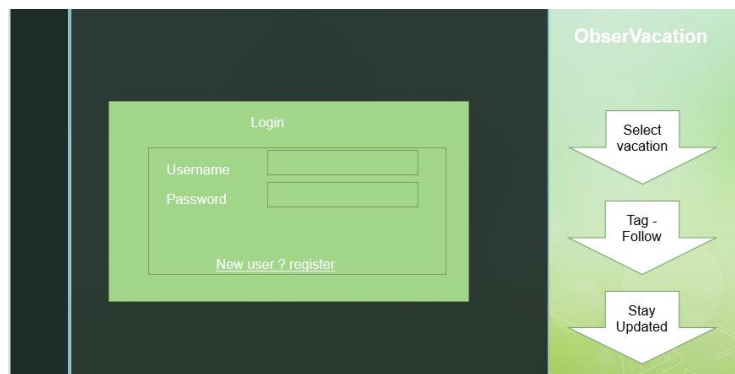 ObserVacation
Login
Username
Password
New user ? register
Select
vacation
Tag -
Follow
Stay
Updated